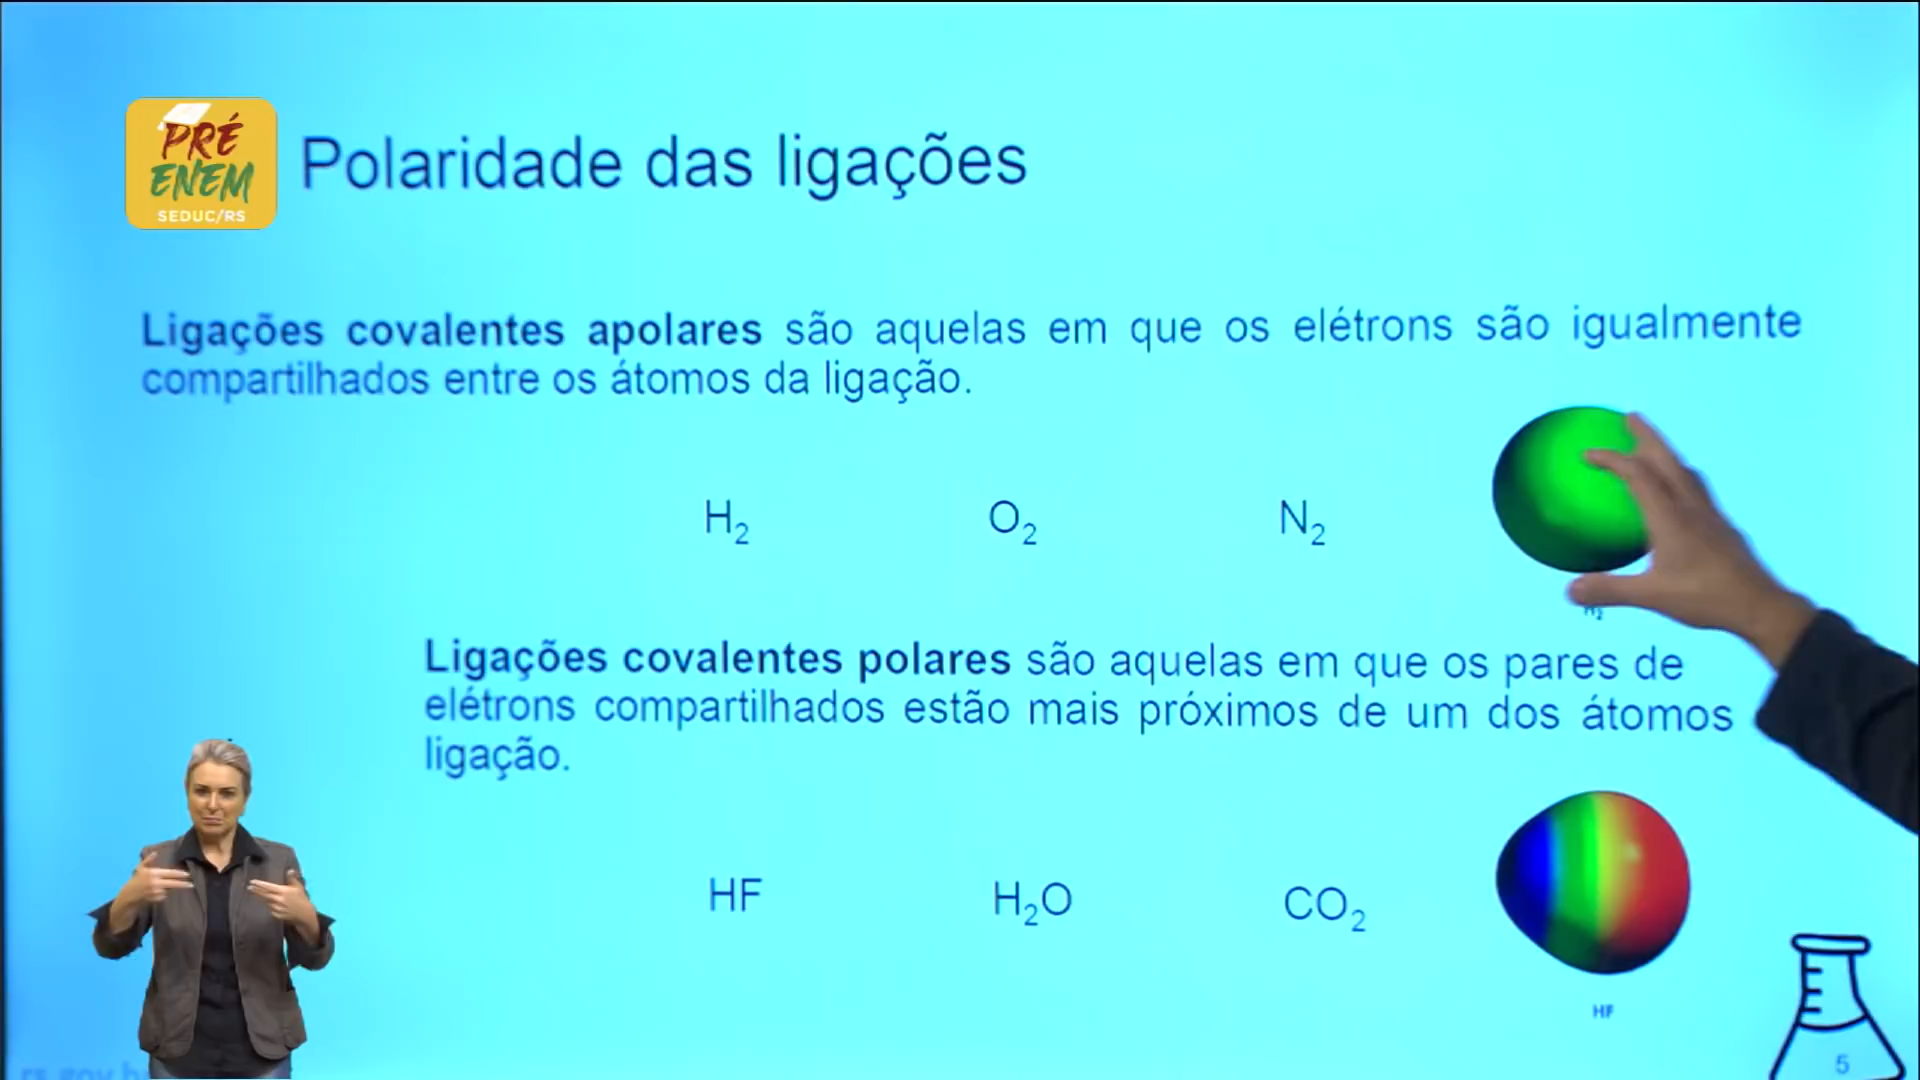 PRÉ
ENEM
SEDUC/RS
Polaridade das ligações
Ligações covalentes apolares são aquelas em que os elétrons são igualmente
compartilhados entre os átomos da ligação.
H₂ O₂ N₂
H₂
Ligações covalentes polares são aquelas em que os pares de
elétrons compartilhados estão mais próximos de um dos átomos
ligação.
HF H₂O CO₂
HF
5